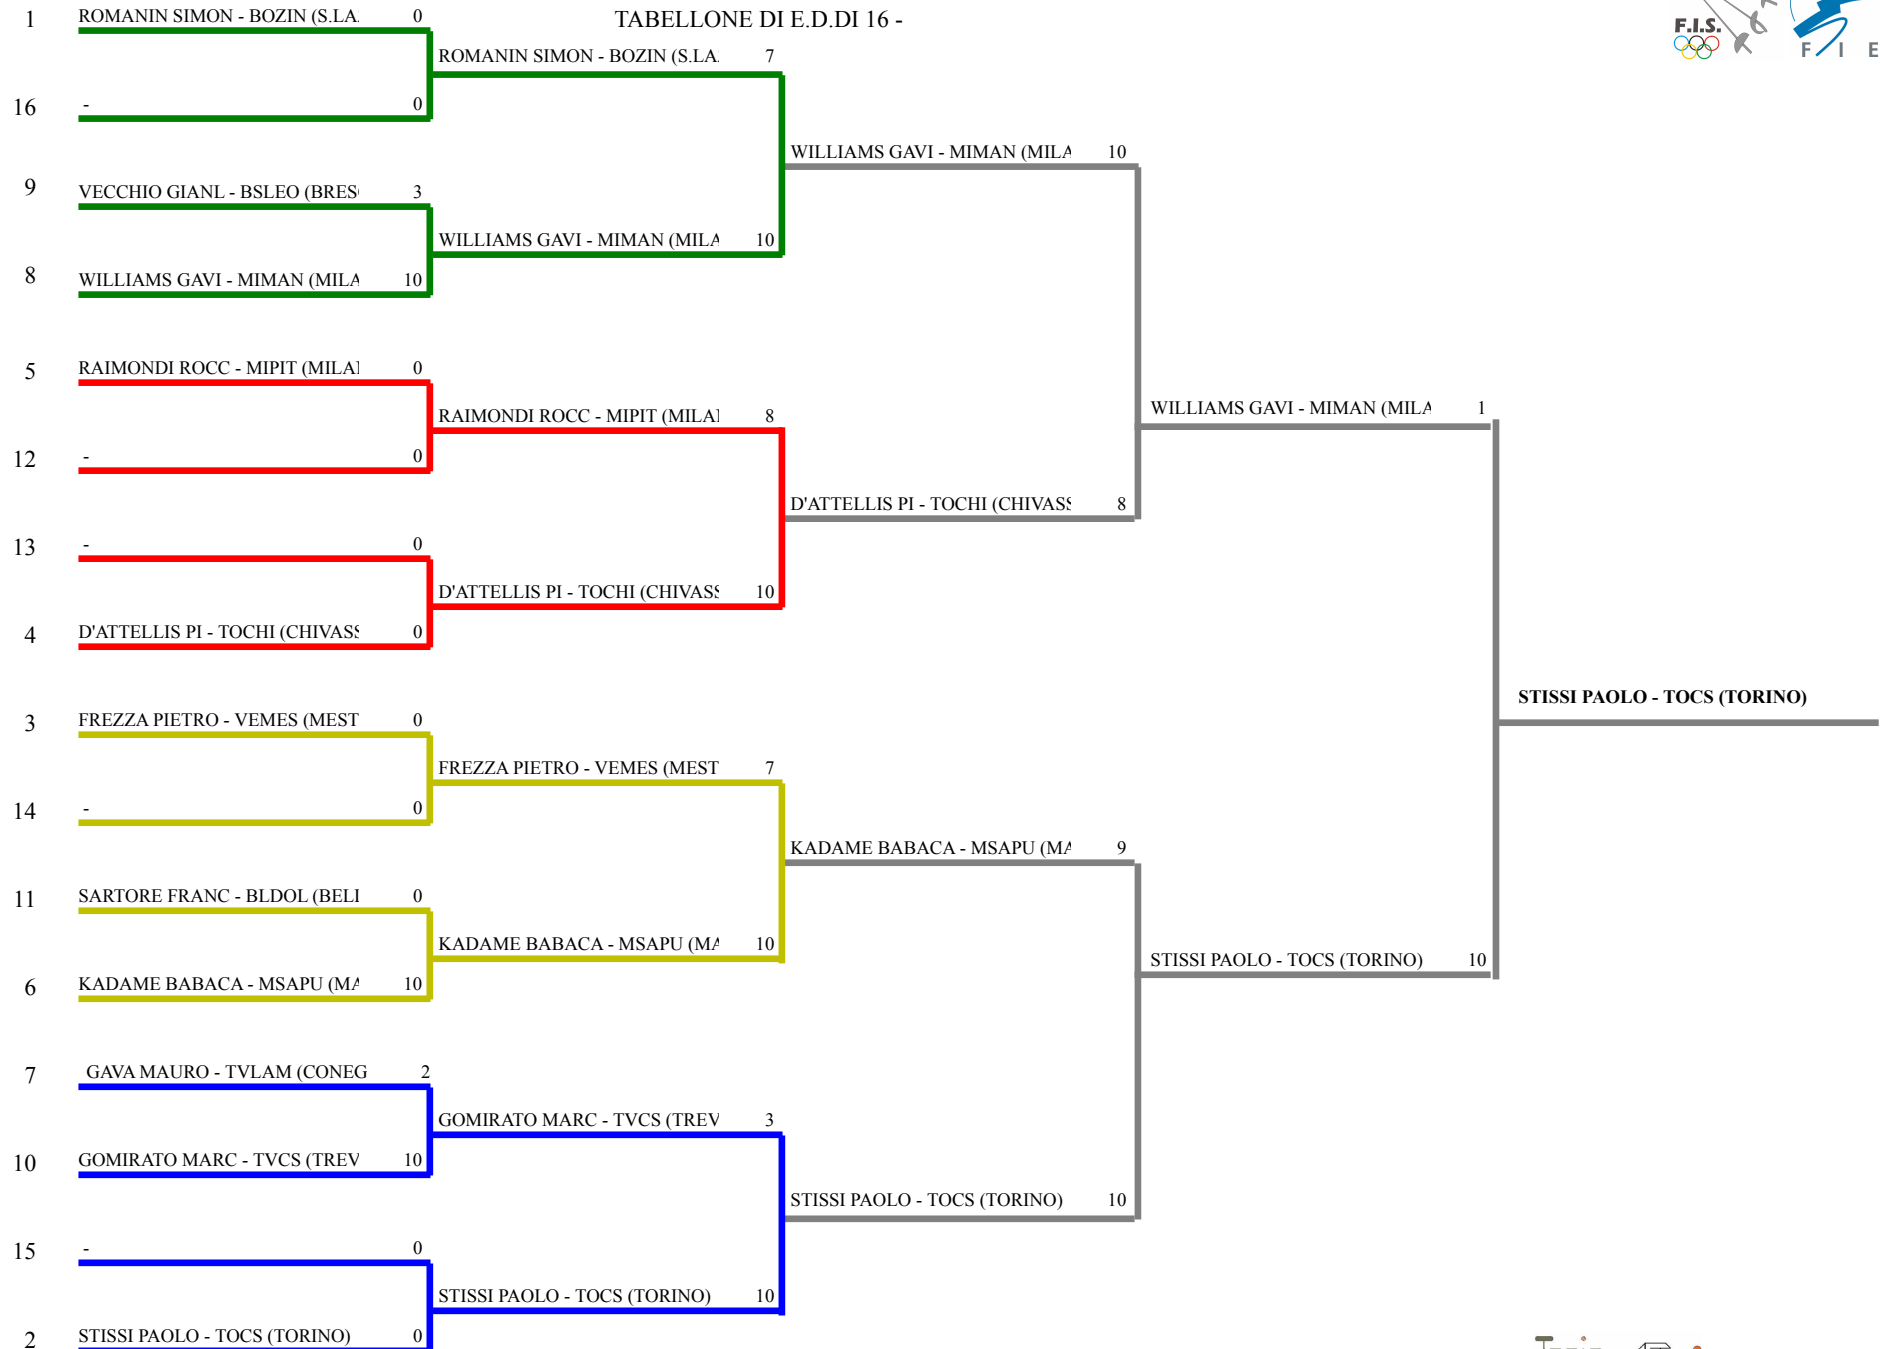 1 ROMANIN SIMON - BOZIN (S.LA. 0
TABELLONE DI E.D.DI 16 -
F.I.S.
F I E
ROMANIN SIMON - BOZIN (S.LA. 7
16 - 0
WILLIAMS GAVI - MIMAN (MILA 10
9 VECCHIO GIANL - BSLEO (BRES 3
WILLIAMS GAVI - MIMAN (MILA 10
8 WILLIAMS GAVI - MIMAN (MILA 10
5 RAIMONDI ROCC - MIPIT (MILA 0
RAIMONDI ROCC - MIPIT (MILA 8
WILLIAMS GAVI - MIMAN (MILA 1
12 - 0
D'ATTELLIS PI - TOCHI (CHIVASS 8
13 - 0
D'ATTELLIS PI - TOCHI (CHIVASS 10
4 D'ATTELLIS PI - TOCHI (CHIVASS 0
STISSI PAOLO - TOCS (TORINO)
3 FREZZA PIETRO - VEMES (MEST 0
FREZZA PIETRO - VEMES (MEST 7
14 - 0
KADAME BABACA - MSAPU (MA 9
11 SARTORE FRANC - BLDOL (BELL 0
KADAME BABACA - MSAPU (MA 10
STISSI PAOLO - TOCS (TORINO) 10
6 KADAME BABACA - MSAPU (MA 10
7 GAVA MAURO - TVLAM (CONEG 2
GOMIRATO MARC - TVCS (TREV 3
10 GOMIRATO MARC - TVCS (TREV 10
STISSI PAOLO - TOCS (TORINO) 10
15 - 0
STISSI PAOLO - TOCS (TORINO) 10
2 STISSI PAOLO - TOCS (TORINO) 0